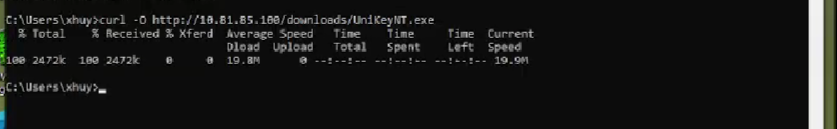 C:\Users\xhuy>curl -O http://10.81.85.100/downloads/UniKeyNT.exe
% Total % Received % Xferd Average Speed Time Time Time Current
Dload Upload Total Spent Left Speed
100 2472k 100 2472k 0 0 19.8M 0 --:--:-- --:--:-- --:--:-- 19.9M
C:\Users\xhuy>